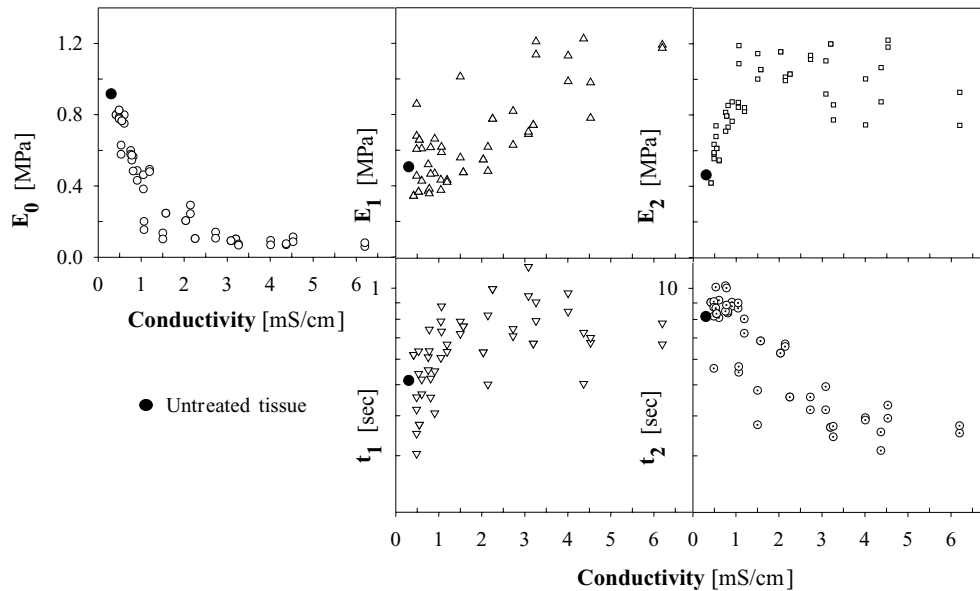 1.2
0.8
0.4
0.0
E0 [MPa]
E1 [MPa]
E2 [MPa]
0 1 2 3 4 5 6
Conductivity [mS/cm]
Untreated tissue
1
10
t1 [sec]
t2 [sec]
0 1 2 3 4 5 6
0 1 2 3 4 5 6
Conductivity [mS/cm]